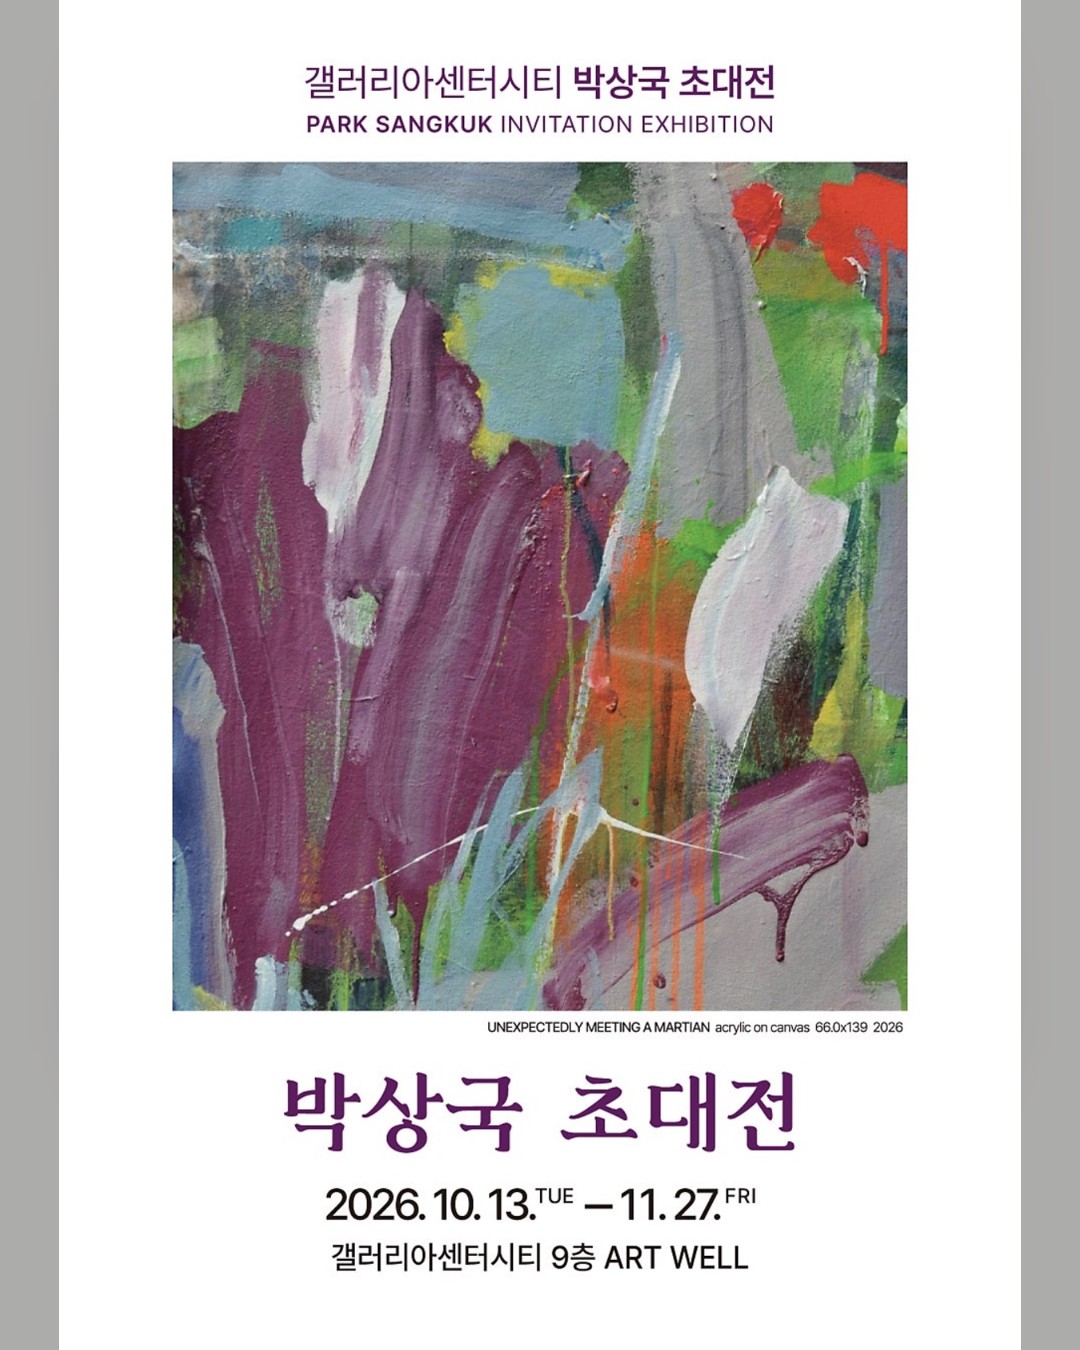 갤러리아센터시티 박상국 초대전
PARK SANGKUK INVITATION EXHIBITION
UNEXPECTEDLY MEETING A MARTIAN acrylic on canvas 66.0x139 2026
박상국 초대전
2026. 10. 13. TUE – 11. 27. FRI
갤러리아센터시티 9층 ART WELL